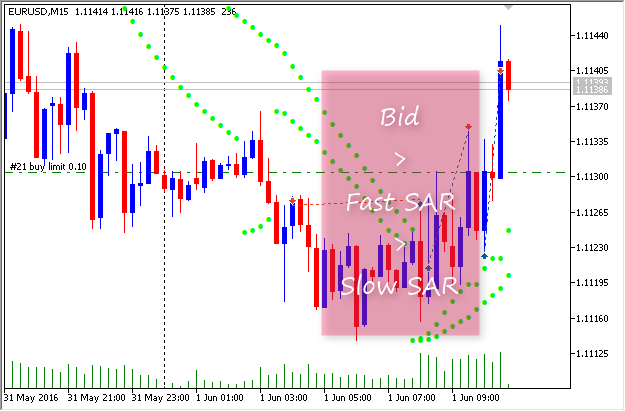 EURUSD,M15 1.11414 1.11416 1.11375 1.11385 236
1.11440
1.11405
1.11393
1.11386
1.11370
1.11335
#21 buy limit 0.10
1.11300
1.11265
1.11230
1.11195
1.11160
1.11125
Bid
>
Fast SAR
>
Slow SAR
31 May 2016
31 May 21:00
31 May 23:00
1 Jun 01:00
1 Jun 03:00
1 Jun 05:00
1 Jun 07:00
1 Jun 09:00